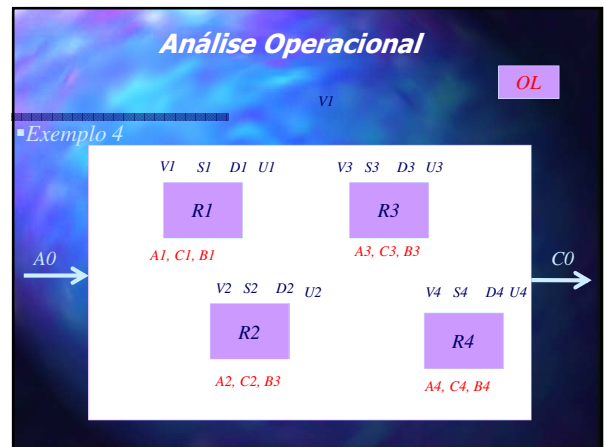 Análise Operacional
OL
V1
Exemplo 4
V1 S1 D1 U1
V3 S3 D3 U3
R1
R3
A1, C1, B1
A3, C3, B3
A0
C0
V2 S2 D2 U2
V4 S4 D4 U4
R2
R4
A2, C2, B3
A4, C4, B4